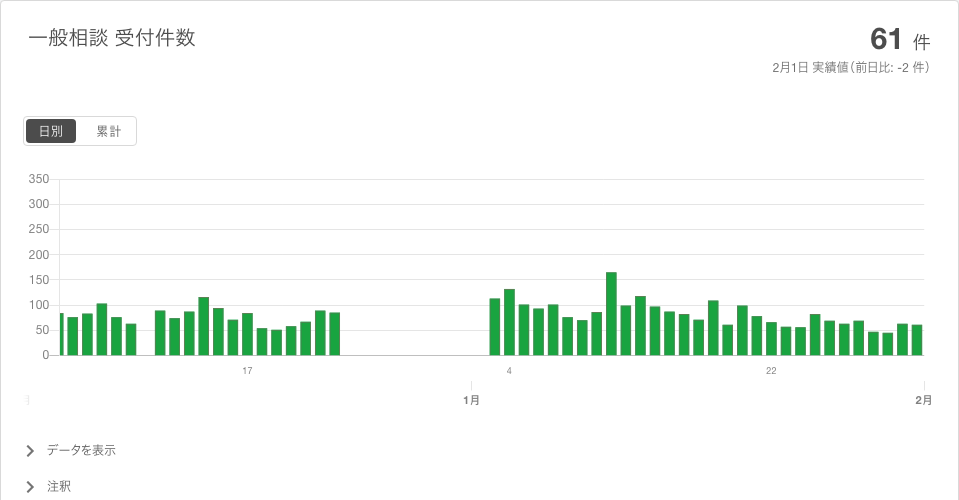 一般相談 受付件数
61 件
2月1日 実績値（前日比: -2 件）
日別 累計
350
300
250
200
150
100
50
0
17 4 22
1月 2月
データを表示
注釈